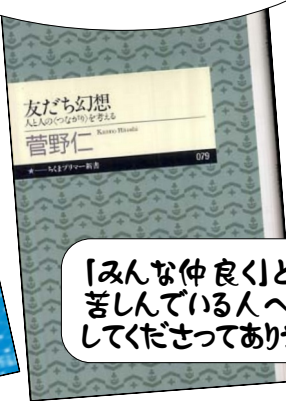 友だち幻想
人と人の〈つながり〉を考える
菅野仁
Kanno Hitoshi
079
★――ちくまプリマー新書
「みんな仲良く」と
苦しんでいる人へ
してくださってありが